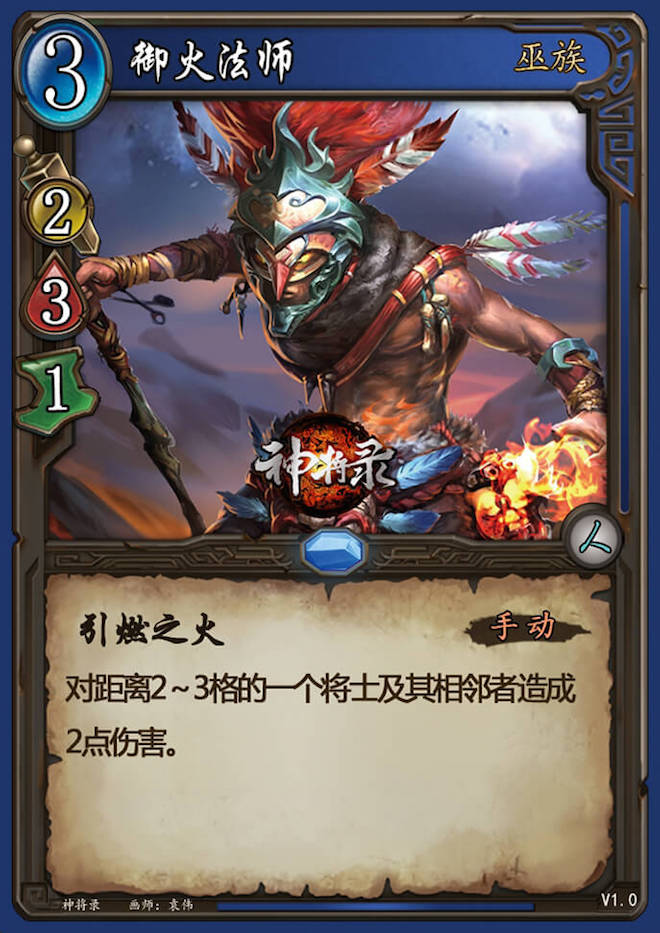 3
御火法师
巫族
2
3
1
神将录
人
引燃之火
手动
对距离2~3格的一个将士及其相邻者造成
2点伤害。
神将录 画师:袁伟
V1.0